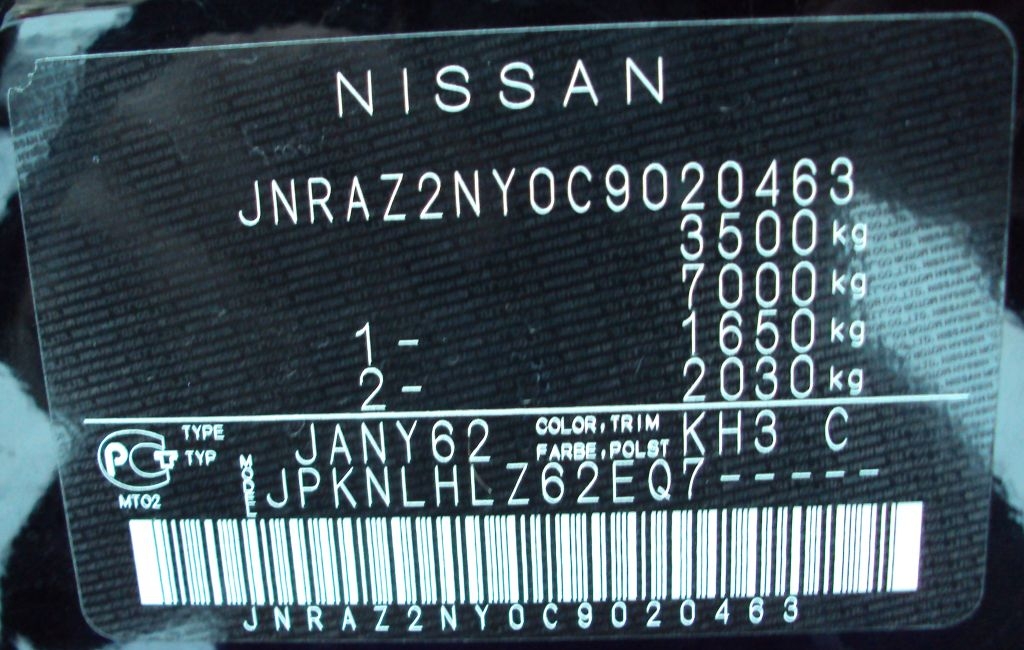 NISSAN
JNRAZ2NY0C9020463
3500 kg
7000 kg
1- 1650 kg
2- 2030 kg
TYPE JANY62 COLOR,TRIM KH3 C
TYP FARBE,POLST
MODEL JPKNLHLZ62EQ7-----
MT02
JNRAZ2NY0C9020463